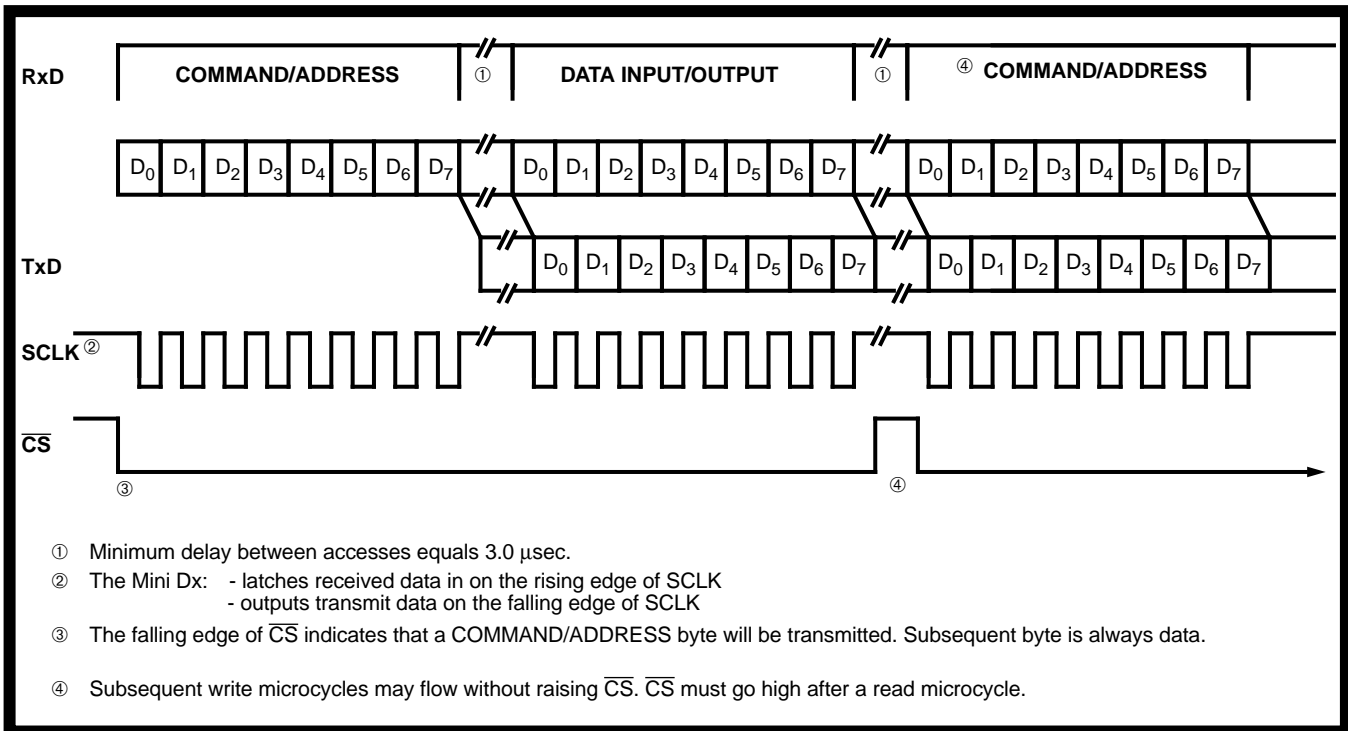 RxD COMMAND/ADDRESS ① DATA INPUT/OUTPUT ① ④ COMMAND/ADDRESS
D0 D1 D2 D3 D4 D5 D6 D7 D0 D1 D2 D3 D4 D5 D6 D7 D0 D1 D2 D3 D4 D5 D6 D7
TxD D0 D1 D2 D3 D4 D5 D6 D7 D0 D1 D2 D3 D4 D5 D6 D7
SCLK ②
C̅S̅
③ ④
① Minimum delay between accesses equals 3.0 µsec.
② The Mini Dx: - latches received data in on the rising edge of SCLK
- outputs transmit data on the falling edge of SCLK
③ The falling edge of C̅S̅ indicates that a COMMAND/ADDRESS byte will be transmitted. Subsequent byte is always data.
④ Subsequent write microcycles may flow without raising C̅S̅. C̅S̅ must go high after a read microcycle.